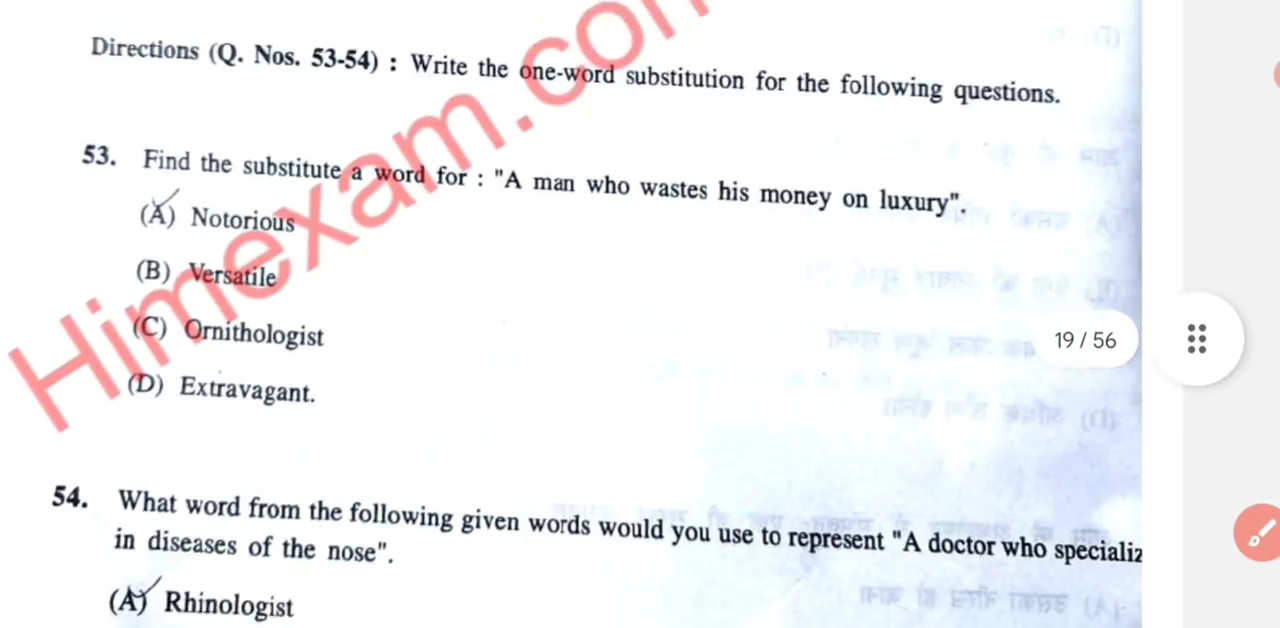 Directions (Q. Nos. 53-54) : Write the one-word substitution for the following questions.
53. Find the substitute a word for : "A man who wastes his money on luxury".
(A) Notorious
(B) Versatile
(C) Ornithologist
(D) Extravagant.
54. What word from the following given words would you use to represent "A doctor who specializ
in diseases of the nose".
(A) Rhinologist
Himexam.com
19 / 56